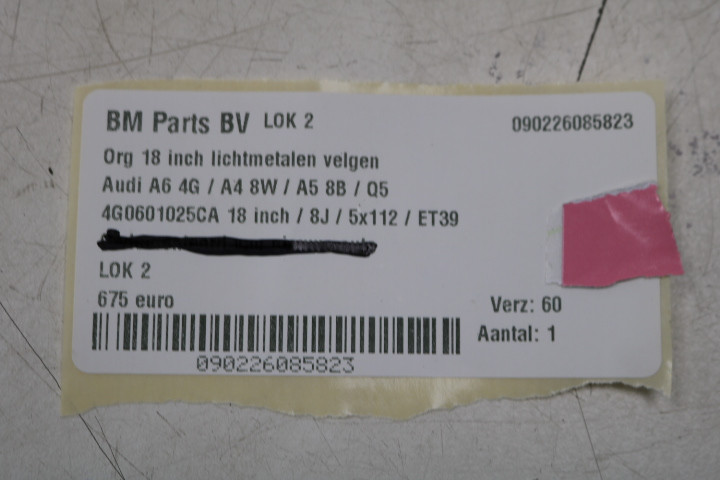 BM Parts BV LOK 2 090226085823
Org 18 inch lichtmetalen velgen
Audi A6 4G / A4 8W / A5 8B / Q5
4G0601025CA 18 inch / 8J / 5x112 / ET39
LOK 2
675 euro Verz: 60
Aantal: 1
090226085823